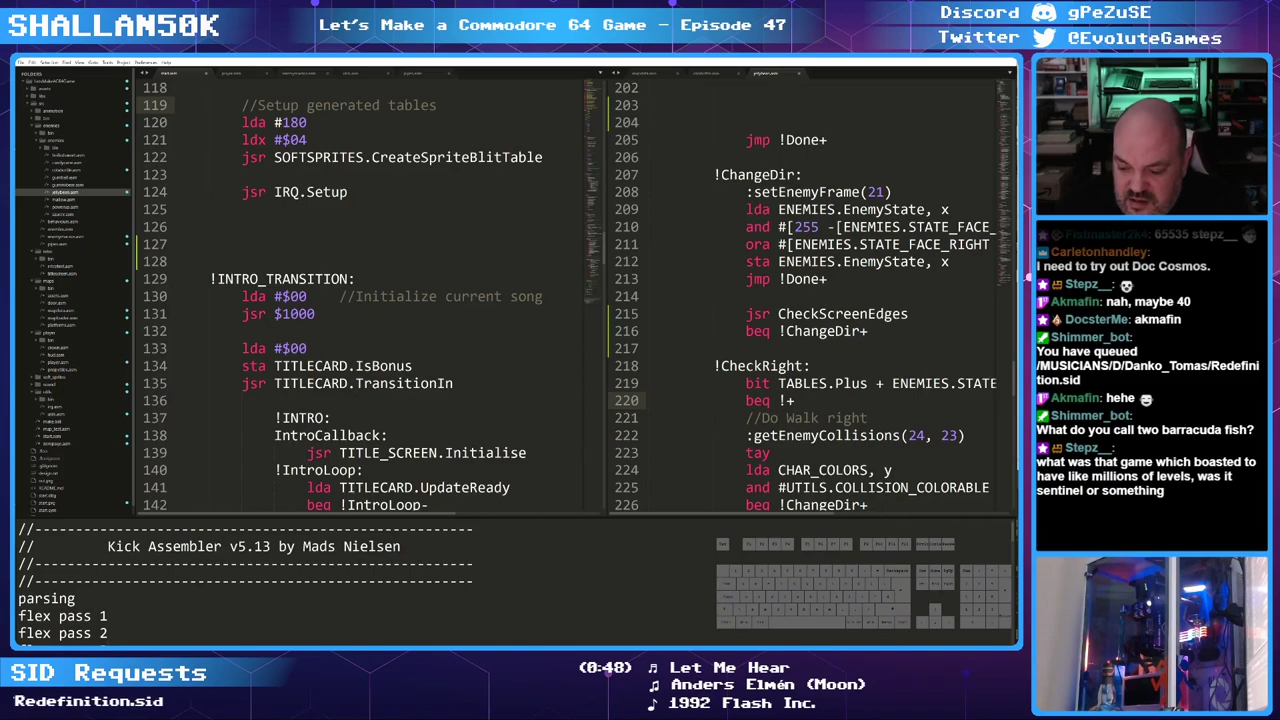 SHALLAN50K
Let's Make a Commodore 64 Game - Episode 47
Discord gPeZuSE
Twitter @EvoluteGames
118
119 //Setup generated tables
120 lda #180
121 ldx #$04
122 jsr SOFTSPRITES.CreateSpriteBlitTable
123
124 jsr IRQ.Setup
125
126
127
128
129 !INTRO_TRANSITION:
130 lda #$00 //Initialize current song
131 jsr $1000
132
133 lda #$00
134 sta TITLECARD.IsBonus
135 jsr TITLECARD.TransitionIn
136
137 !INTRO:
138 IntroCallback:
139 jsr TITLE_SCREEN.Initialise
140 !IntroLoop:
141 lda TITLECARD.UpdateReady
142 beq !IntroLoop-
202
203
204
205 jmp !Done+
206
207 !ChangeDir:
208 :setEnemyFrame(21)
209 lda ENEMIES.EnemyState, x
210 and #[255 -[ENEMIES.STATE_FACE_
211 ora #[ENEMIES.STATE_FACE_RIGHT
212 sta ENEMIES.EnemyState, x
213 jmp !Done+
214
215 jsr CheckScreenEdges
216 beq !ChangeDir+
217
218 !CheckRight:
219 bit TABLES.Plus + ENEMIES.STATE
220 beq !+
221 //Do Walk right
222 :getEnemyCollisions(24, 23)
223 tay
224 lda CHAR_COLORS, y
225 and #UTILS.COLLISION_COLORABLE
226 beq !ChangeDir+
//----------------------------------------------------
// Kick Assembler v5.13 by Mads Nielsen
//----------------------------------------------------
//----------------------------------------------------
parsing
flex pass 1
flex pass 2
Fistmaster2k4: 65535 stepz__
Carletonhandley:
I need to try out Doc Cosmos.
Stepz__:
Akmafin: nah, maybe 40
DocsterMe: akmafin
Shimmer_bot:
You have queued
/MUSICIANS/D/Danko_Tomas/Redefi
nition.sid
Akmafin: hehe
Shimmer_bot:
What do you call two barracuda fish?
Stepz__:
what was that game which boasted to
have like millions of levels, was it
sentinel or something
SID Requests
Redefinition.sid
(0:48) Let Me Hear
Anders Elmén (Moon)
1992 Flash Inc.